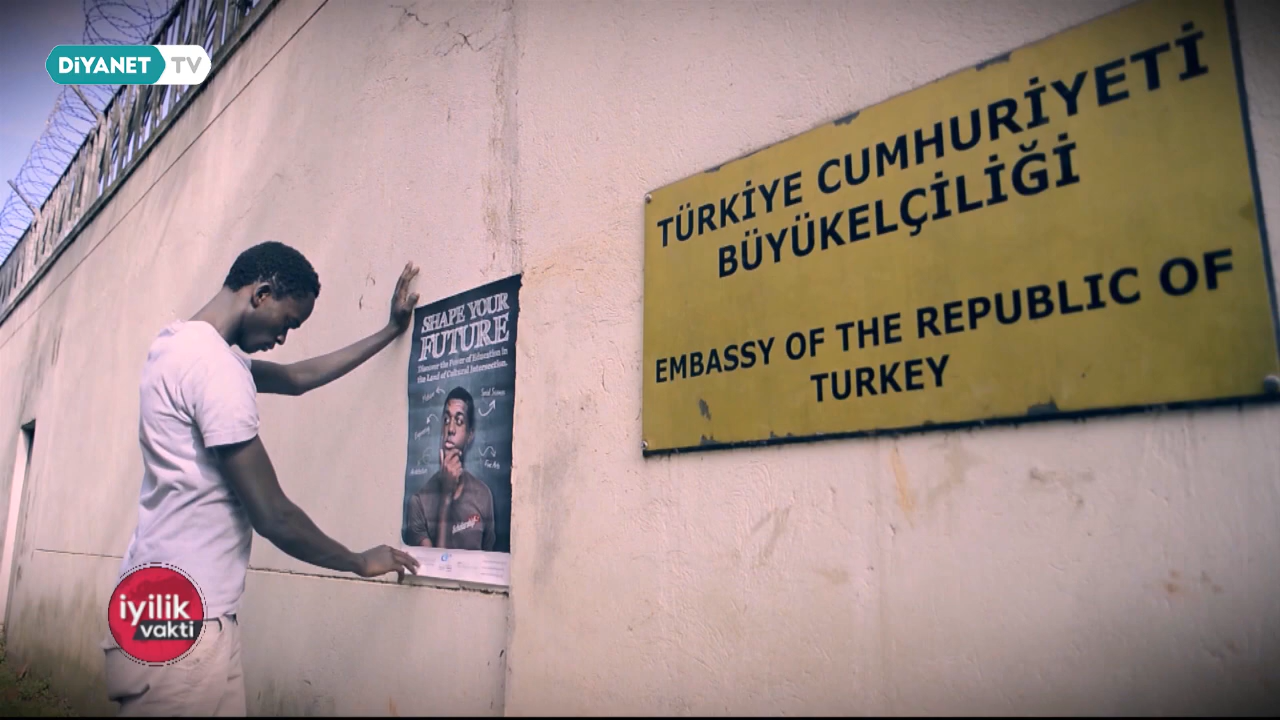 DİYANET TV
TÜRKİYE CUMHURİYETİ
BÜYÜKELÇİLİĞİ
EMBASSY OF THE REPUBLIC OF
TURKEY
SHAPE YOUR
FUTURE
Discover the Power of Education in
the Land of Cultural Intersection.
iyilik
vakti